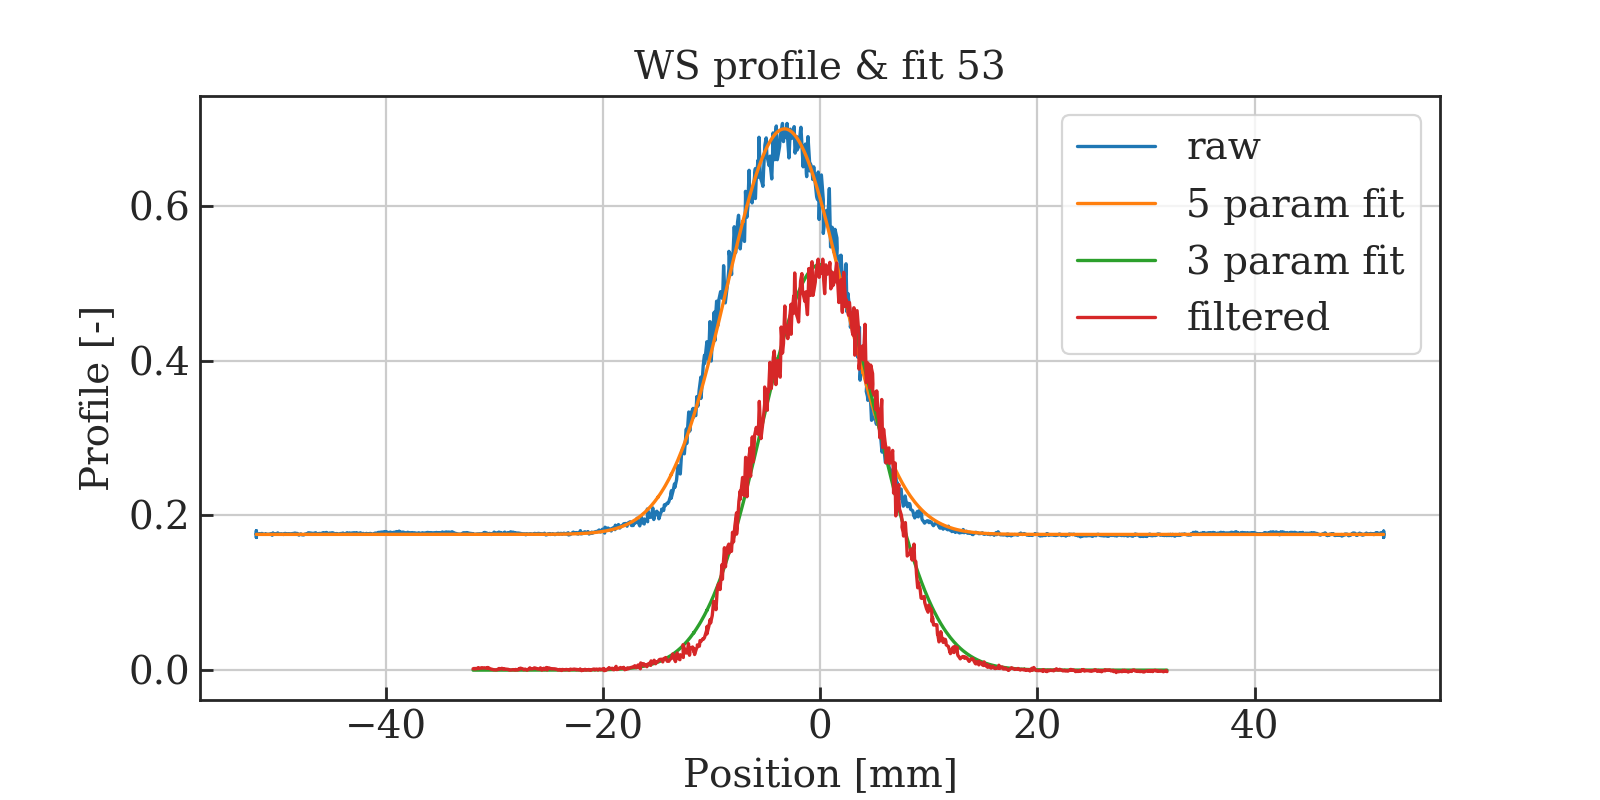 WS profile & fit 53
raw
5 param fit
3 param fit
filtered
Profile [-]
0.6
0.4
0.2
0.0
−40 −20 0 20 40
Position [mm]